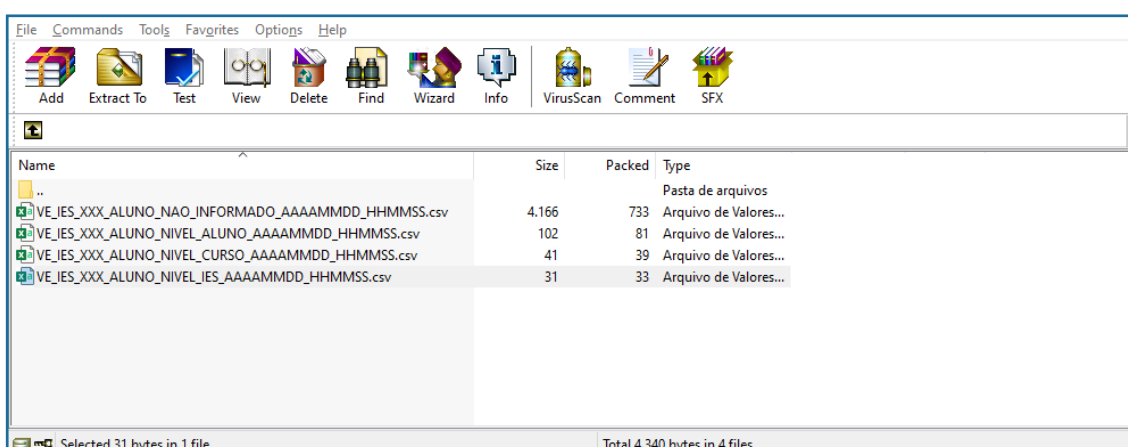 File Commands Tools Favorites Options Help
Add Extract To Test View Delete Find Wizard Info VirusScan Comment SFX
Name Size Packed Type
.. Pasta de arquivos
VE_IES_XXX_ALUNO_NAO_INFORMADO_AAAAMMDD_HHMMSS.csv 4.166 733 Arquivo de Valores...
VE_IES_XXX_ALUNO_NIVEL_ALUNO_AAAAMMDD_HHMMSS.csv 102 81 Arquivo de Valores...
VE_IES_XXX_ALUNO_NIVEL_CURSO_AAAAMMDD_HHMMSS.csv 41 39 Arquivo de Valores...
VE_IES_XXX_ALUNO_NIVEL_IES_AAAAMMDD_HHMMSS.csv 31 33 Arquivo de Valores...
Selected 31 bytes in 1 file Total 4.340 bytes in 4 files